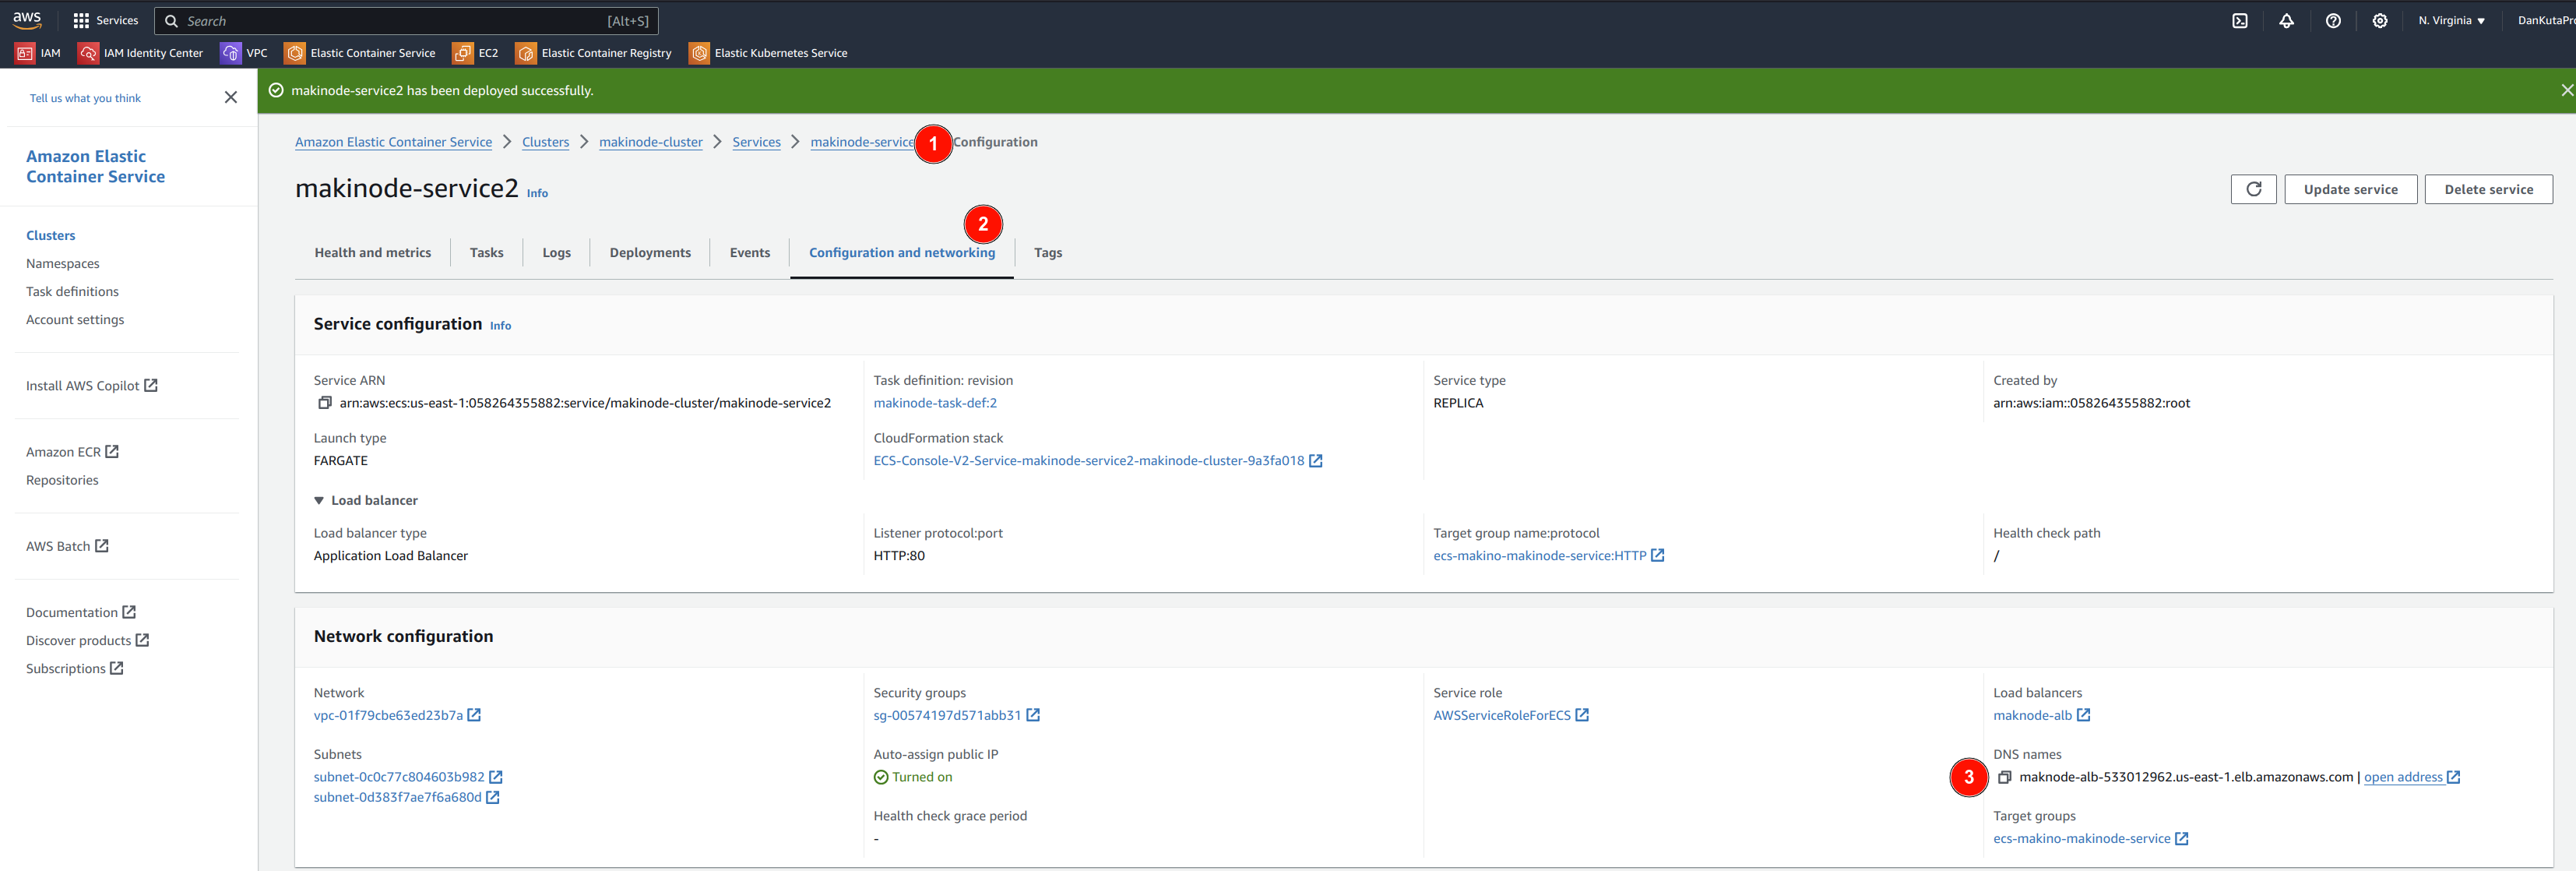 aws Services Search [Alt+S] N. Virginia ▼ DanKutaPro
IAM IAM Identity Center VPC Elastic Container Service EC2 Elastic Container Registry Elastic Kubernetes Service
Tell us what you think
makinode-service2 has been deployed successfully.
Amazon Elastic
Container Service
Clusters
Namespaces
Task definitions
Account settings
Install AWS Copilot
Amazon ECR
Repositories
AWS Batch
Documentation
Discover products
Subscriptions
Amazon Elastic Container Service > Clusters > makinode-cluster > Services > makinode-service 1 Configuration
makinode-service2 Info
Update service Delete service
2
Health and metrics Tasks Logs Deployments Events Configuration and networking Tags
Service configuration Info
Service ARN
arn:aws:ecs:us-east-1:058264355882:service/makinode-cluster/makinode-service2
Task definition: revision
makinode-task-def:2
Service type
REPLICA
Created by
arn:aws:iam::058264355882:root
Launch type
FARGATE
CloudFormation stack
ECS-Console-V2-Service-makinode-service2-makinode-cluster-9a3fa018
▼ Load balancer
Load balancer type
Application Load Balancer
Listener protocol:port
HTTP:80
Target group name:protocol
ecs-makino-makinode-service:HTTP
Health check path
/
Network configuration
Network
vpc-01f79cbe63ed23b7a
Subnets
subnet-0c0c77c804603b982
subnet-0d383f7ae7f6a680d
Security groups
sg-00574197d571abb31
Auto-assign public IP
Turned on
Health check grace period
-
Service role
AWSServiceRoleForECS
Load balancers
maknode-alb
DNS names
3 maknode-alb-533012962.us-east-1.elb.amazonaws.com | open address
Target groups
ecs-makino-makinode-service